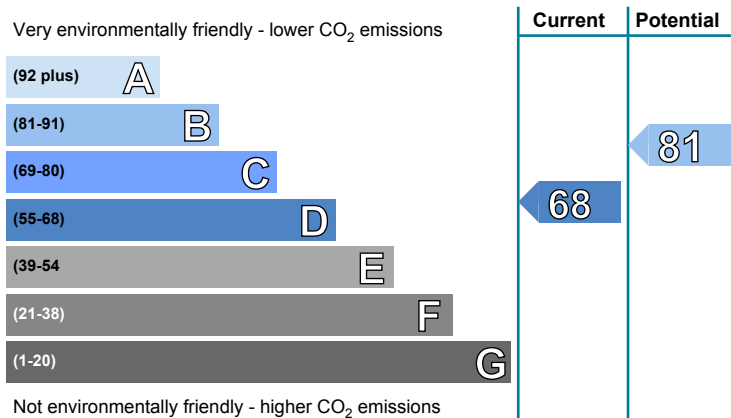 Very environmentally friendly - lower CO2 emissions
Current
Potential
(92 plus) A
(81-91) B
(69-80) C
(55-68) D
(39-54 E
(21-38) F
(1-20) G
68
81
Not environmentally friendly - higher CO2 emissions